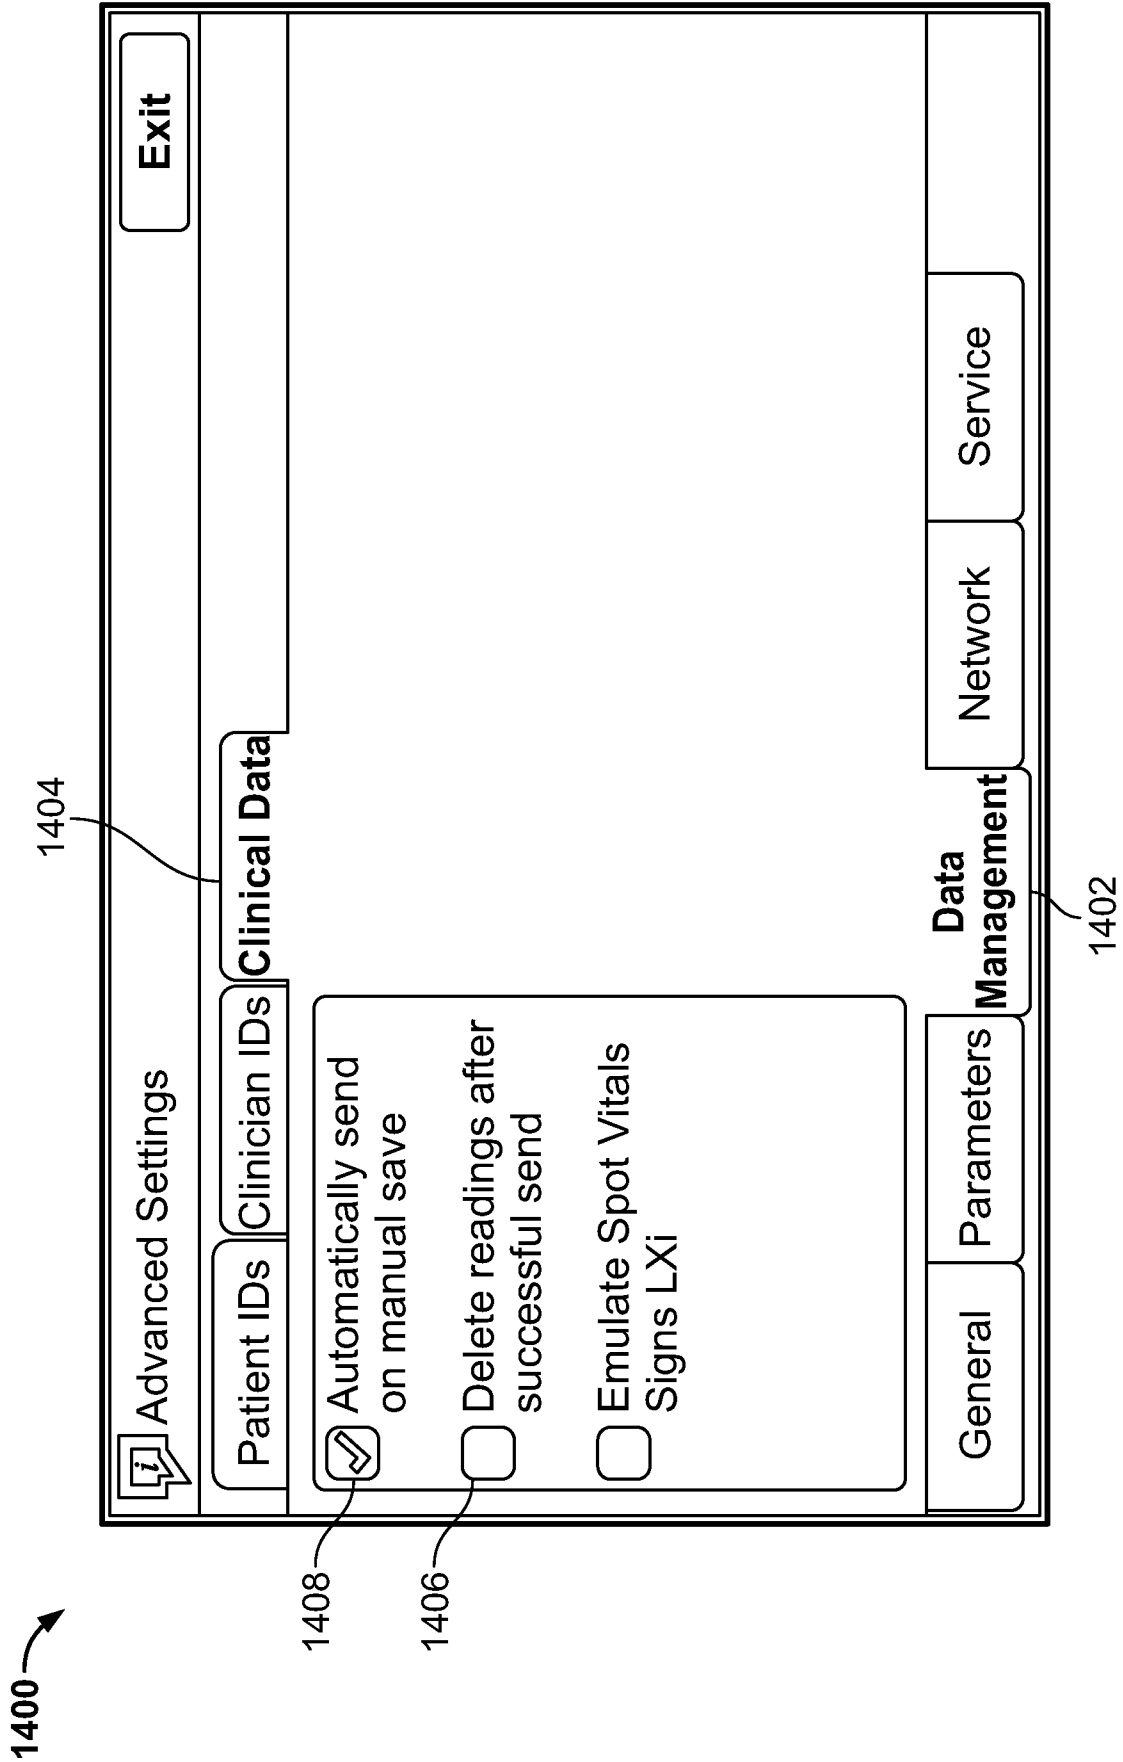 1400
i
Advanced Settings
Exit
1404
Patient IDs
Clinician IDs
Clinical Data
1408
Automatically send
on manual save
1406
Delete readings after
successful send
Emulate Spot Vitals
Signs LXi
General
Parameters
Data
Management
Network
Service
1402